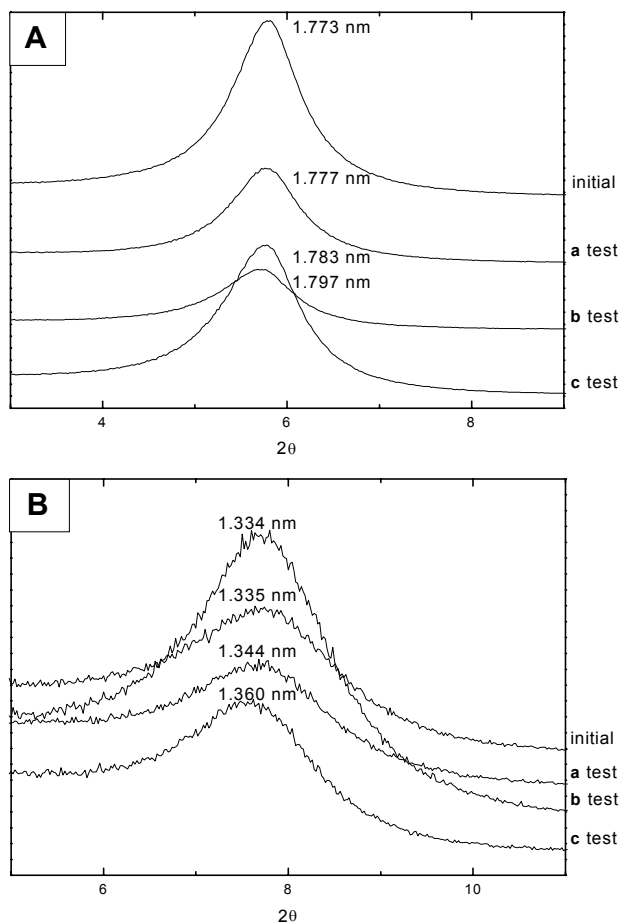 A
1.773 nm
initial
1.777 nm
a test
1.783 nm
1.797 nm
b test
c test
4 6 8
2θ
B
1.334 nm
1.335 nm
1.344 nm
1.360 nm
initial
a test
b test
c test
6 8 10
2θ